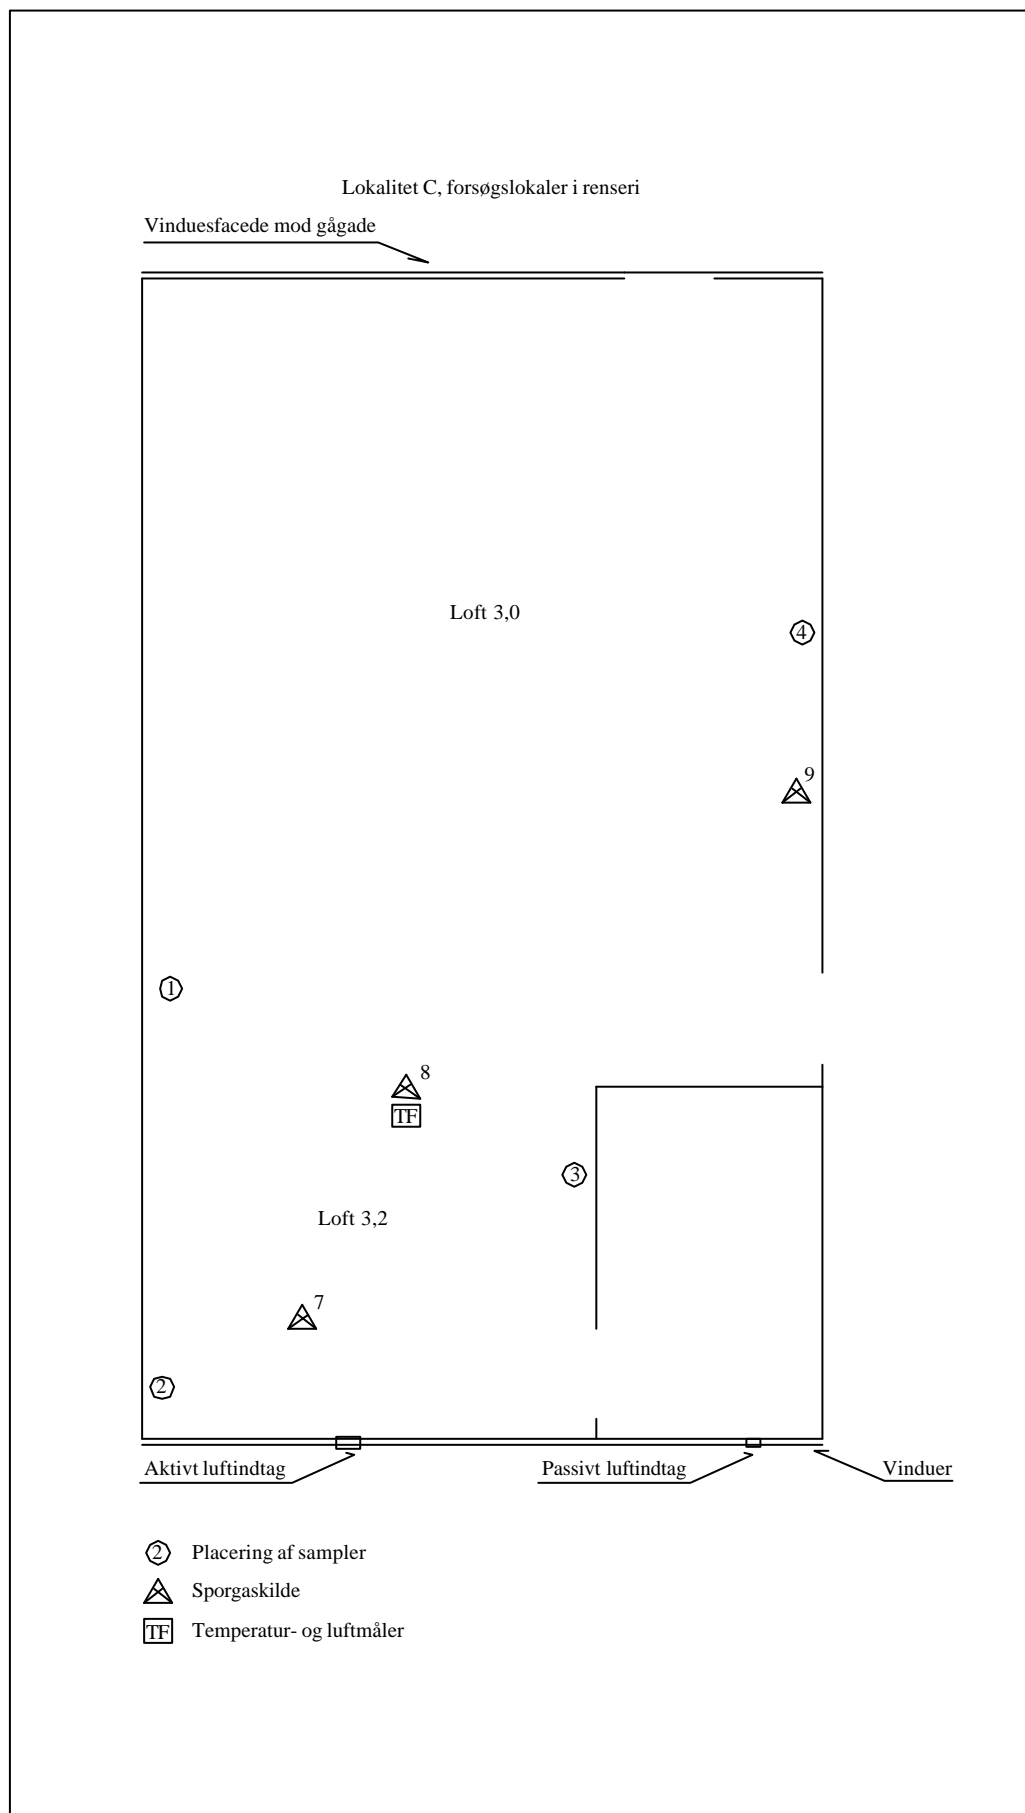 Lokalitet C, forsøgslokaler i renseri
Vinduesfacede mod gågade
Loft 3,0
4
9
1
8
TF
3
Loft 3,2
7
2
Aktivt luftindtag
Passivt luftindtag
Vinduer
2 Placering af sampler
Sporgaskilde
TF Temperatur- og luftmåler